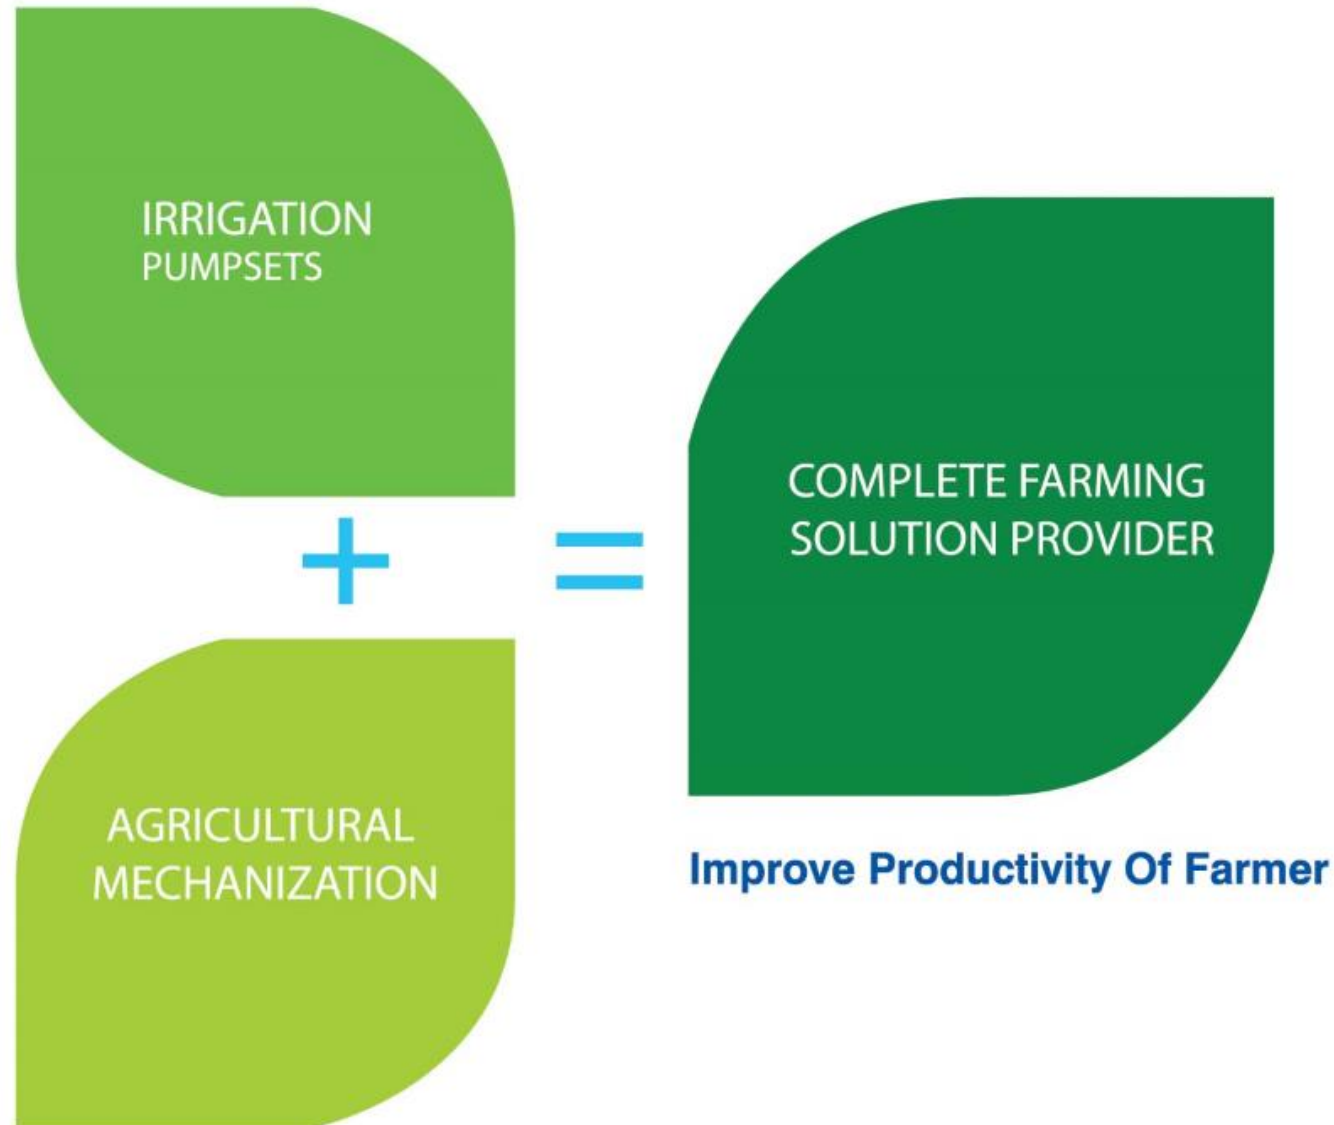 IRRIGATION
PUMPSETS
+
AGRICULTURAL
MECHANIZATION
=
COMPLETE FARMING
SOLUTION PROVIDER
Improve Productivity Of Farmer